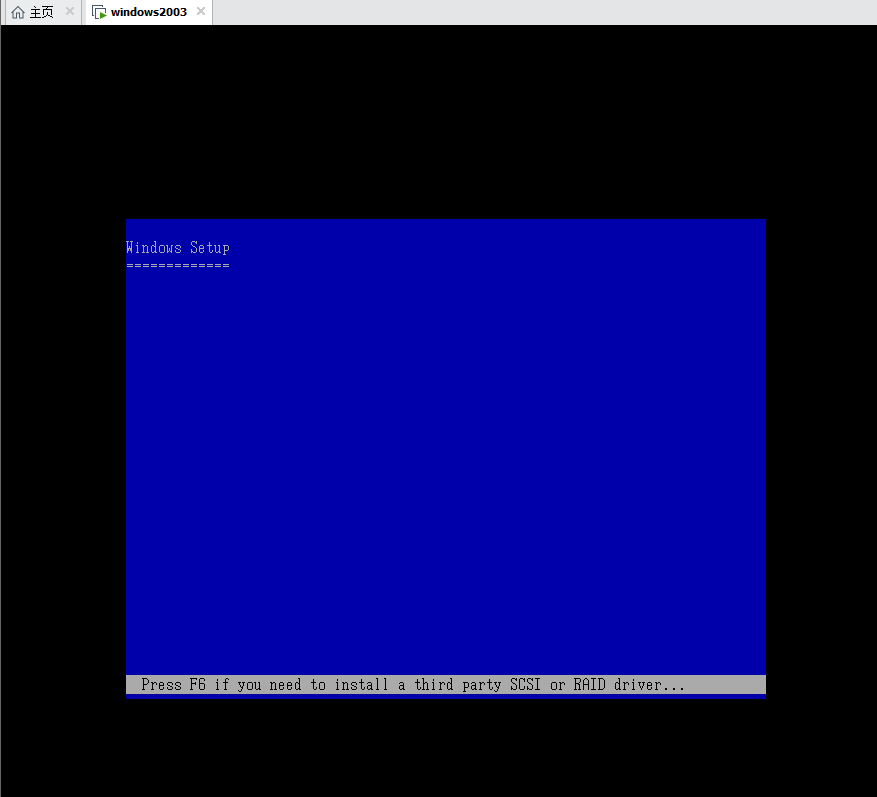 主页
windows2003
Windows Setup
=============
Press F6 if you need to install a third party SCSI or RAID driver...